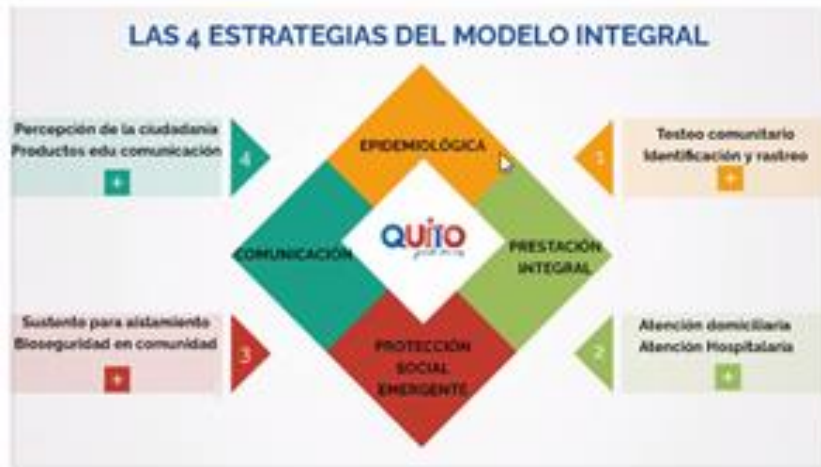 LAS 4 ESTRATEGIAS DEL MODELO INTEGRAL
Percepción de la ciudadanía
Productos edu comunicación
+
4
EPIDEMIOLÓGICA
1
Testeo comunitario
Identificación y rastreo
+
COMUNICACIÓN
QUITO
PRESTACIÓN
INTEGRAL
Sustento para aislamiento
Bioseguridad en comunidad
+
3
PROTECCIÓN
SOCIAL
EMERGENTE
2
Atención domiciliaria
Atención Hospitalaria
+